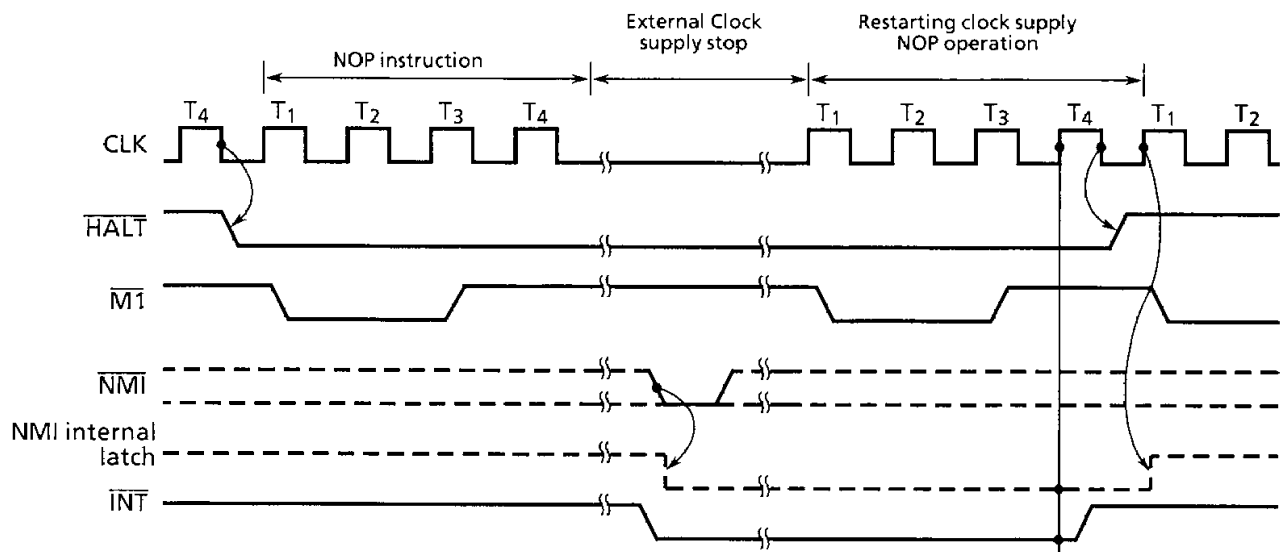 External Clock
supply stop
Restarting clock supply
NOP operation
NOP instruction
T4 T1 T2 T3 T4 T1 T2 T3 T4 T1 T2
CLK
HALT
M1
NMI
NMI internal
latch
INT